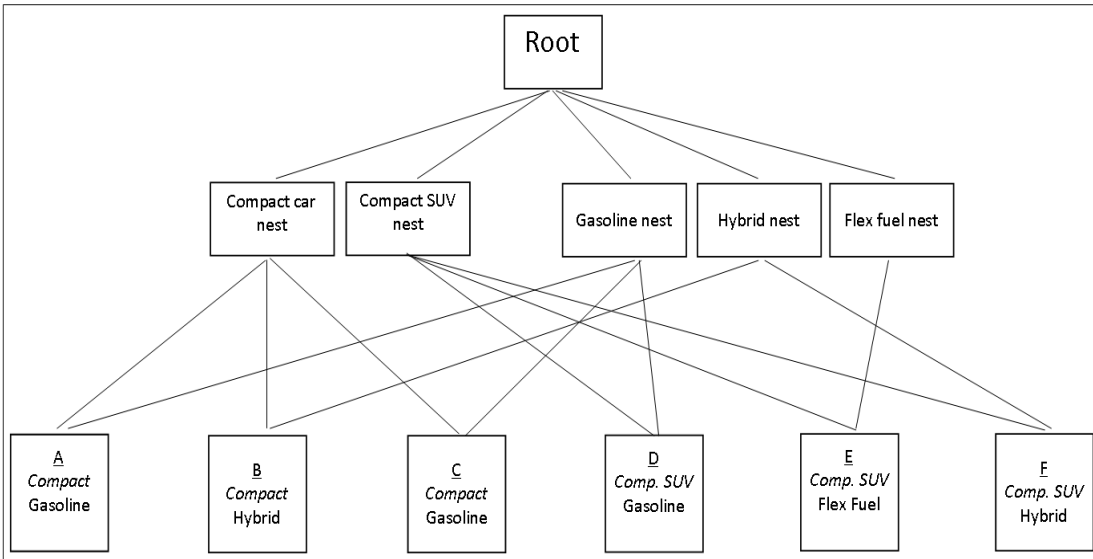 Root
Compact car
nest
Compact SUV
nest
Gasoline nest
Hybrid nest
Flex fuel nest
A
Compact
Gasoline
B
Compact
Hybrid
C
Compact
Gasoline
D
Comp. SUV
Gasoline
E
Comp. SUV
Flex Fuel
F
Comp. SUV
Hybrid